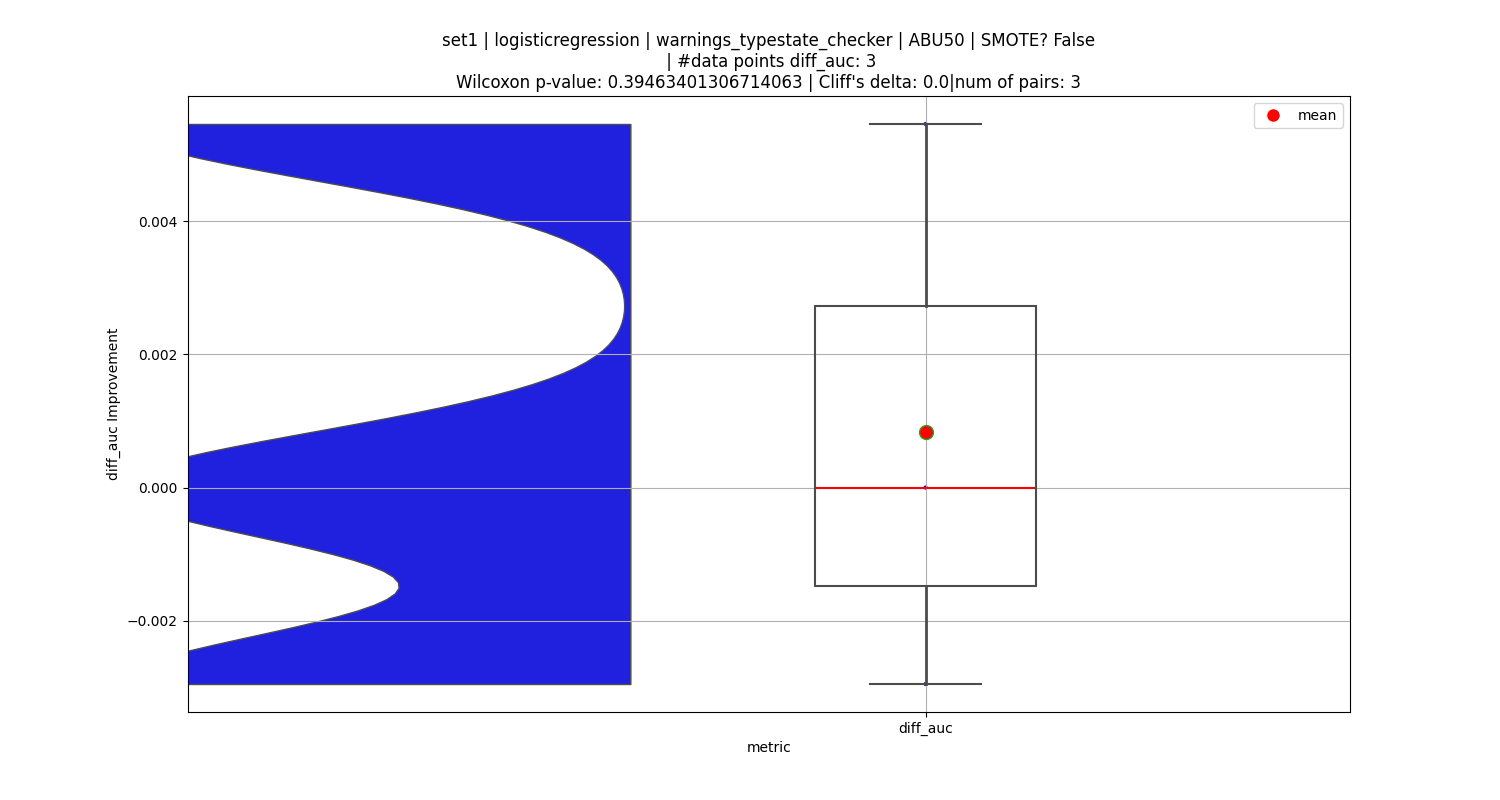 set1 | logisticregression | warnings_typestate_checker | ABU50 | SMOTE? False
| #data points diff_auc: 3
Wilcoxon p-value: 0.39463401306714063 | Cliff's delta: 0.0|num of pairs: 3
mean
0.004
0.002
0.000
−0.002
diff_auc Improvement
diff_auc
metric